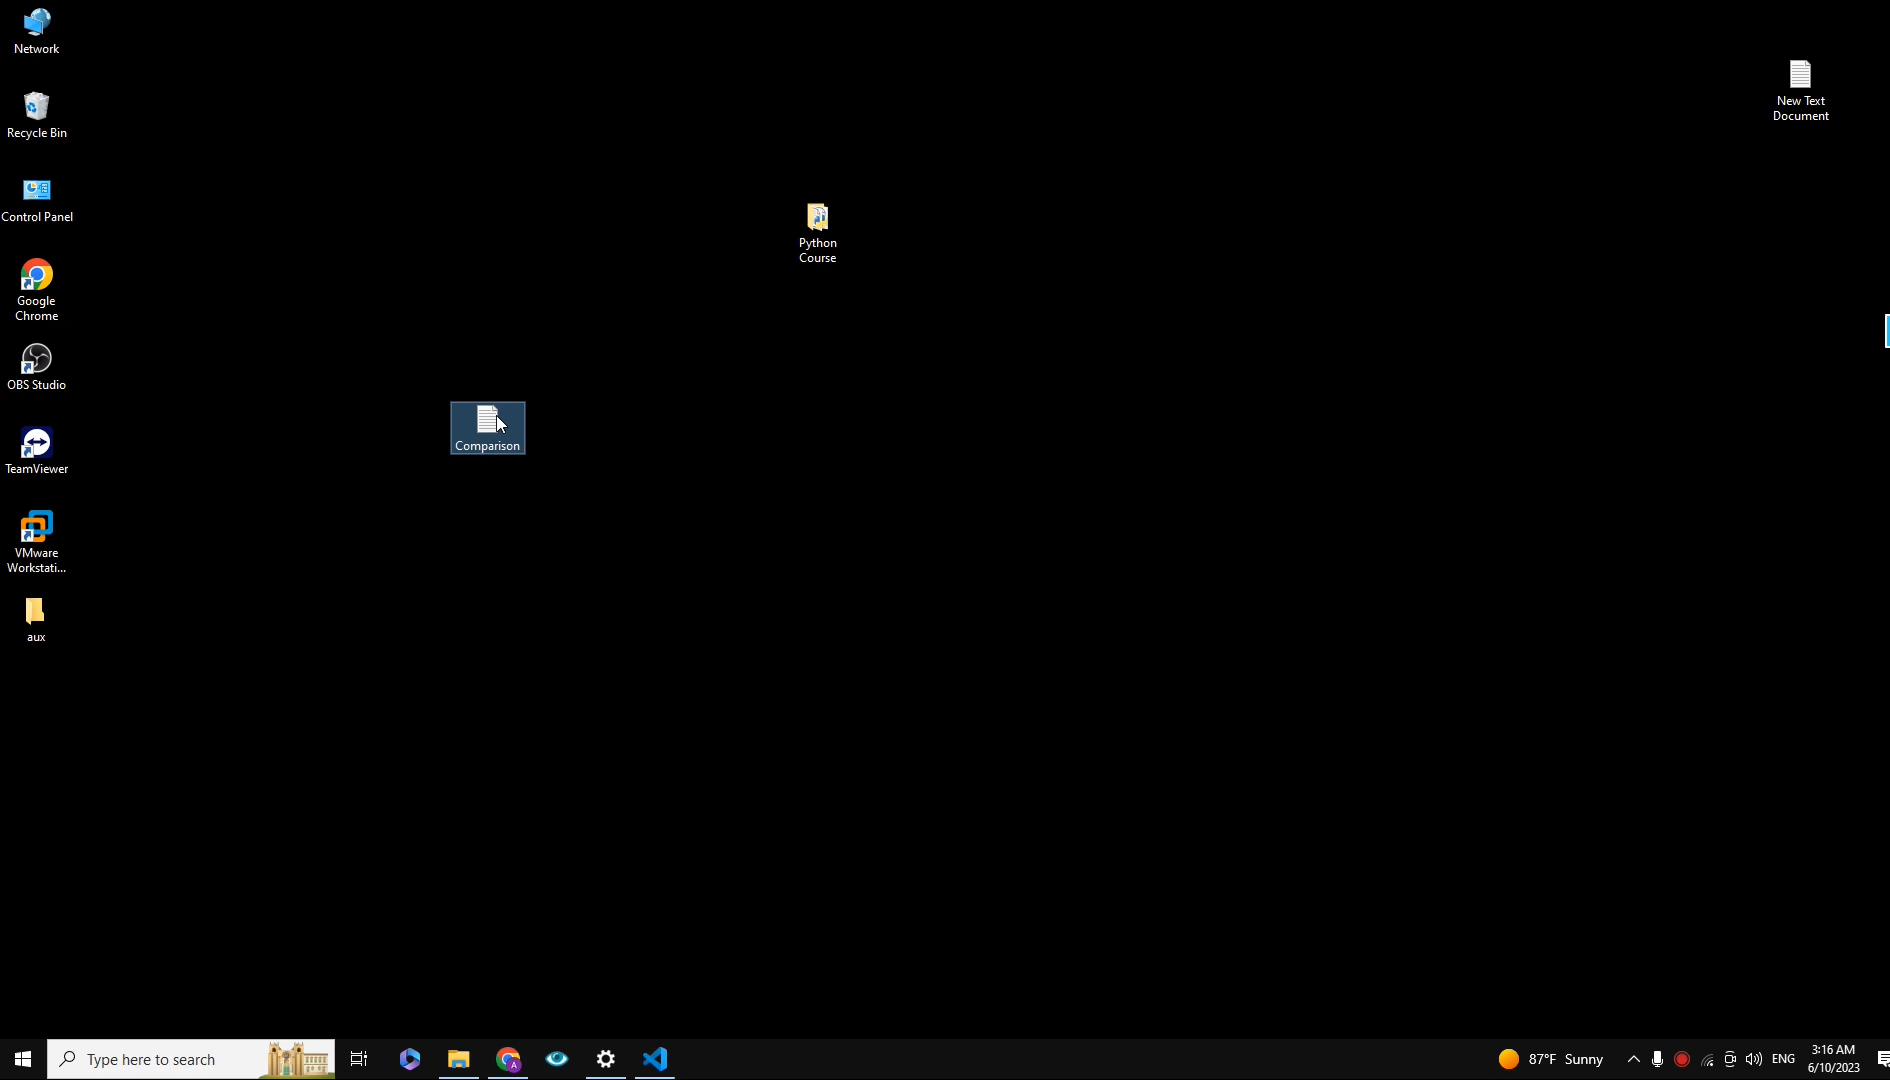 Network
Recycle Bin
Control Panel
Google
Chrome
OBS Studio
TeamViewer
VMware
Workstati...
aux
Comparison
Python
Course
New Text
Document
Type here to search
A
87°F Sunny
ENG
3:16 AM
6/10/2023